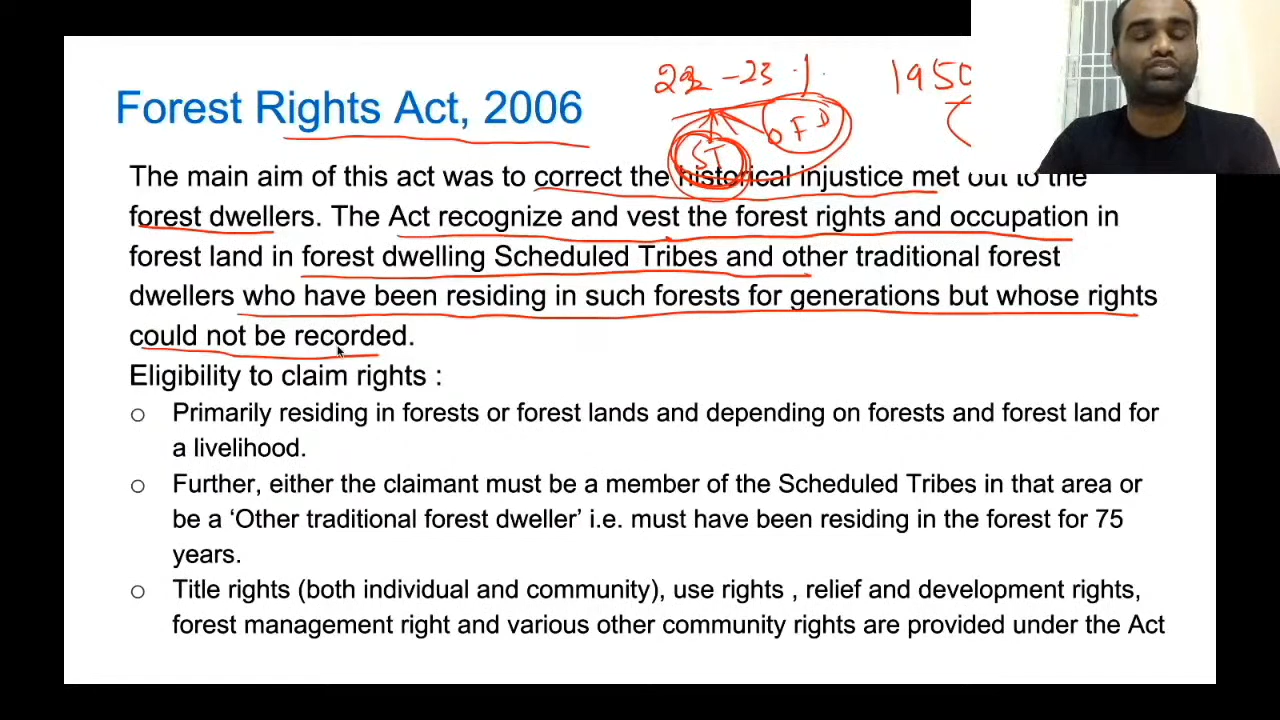 22 -23 %. 1950
Forest Rights Act, 2006
ST OFD
The main aim of this act was to correct the historical injustice met out to the
forest dwellers. The Act recognize and vest the forest rights and occupation in
forest land in forest dwelling Scheduled Tribes and other traditional forest
dwellers who have been residing in such forests for generations but whose rights
could not be recorded.
Eligibility to claim rights :
o Primarily residing in forests or forest lands and depending on forests and forest land for
a livelihood.
o Further, either the claimant must be a member of the Scheduled Tribes in that area or
be a ‘Other traditional forest dweller’ i.e. must have been residing in the forest for 75
years.
o Title rights (both individual and community), use rights , relief and development rights,
forest management right and various other community rights are provided under the Act